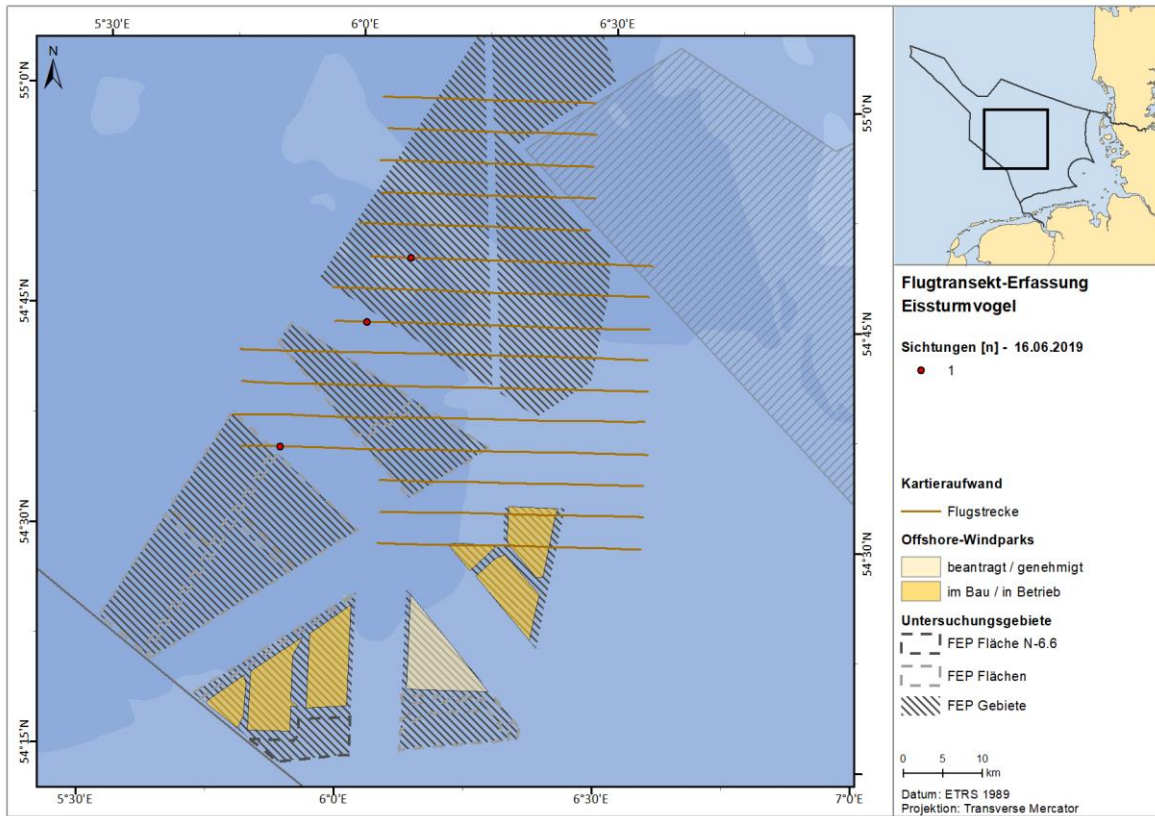 5°30'E
6°0'E
6°30'E
N
55°0'N
55°0'N
54°45'N
54°45'N
54°30'N
54°30'N
54°15'N
5°30'E
6°0'E
6°30'E
7°0'E
Flugtransekt-Erfassung
Eissturmvogel
Sichtungen [n] - 16.06.2019
1
Kartieraufwand
Flugstrecke
Offshore-Windparks
beantragt / genehmigt
im Bau / in Betrieb
Untersuchungsgebiete
FEP Fläche N-6.6
FEP Flächen
FEP Gebiete
0 5 10
km
Datum: ETRS 1989
Projektion: Transverse Mercator